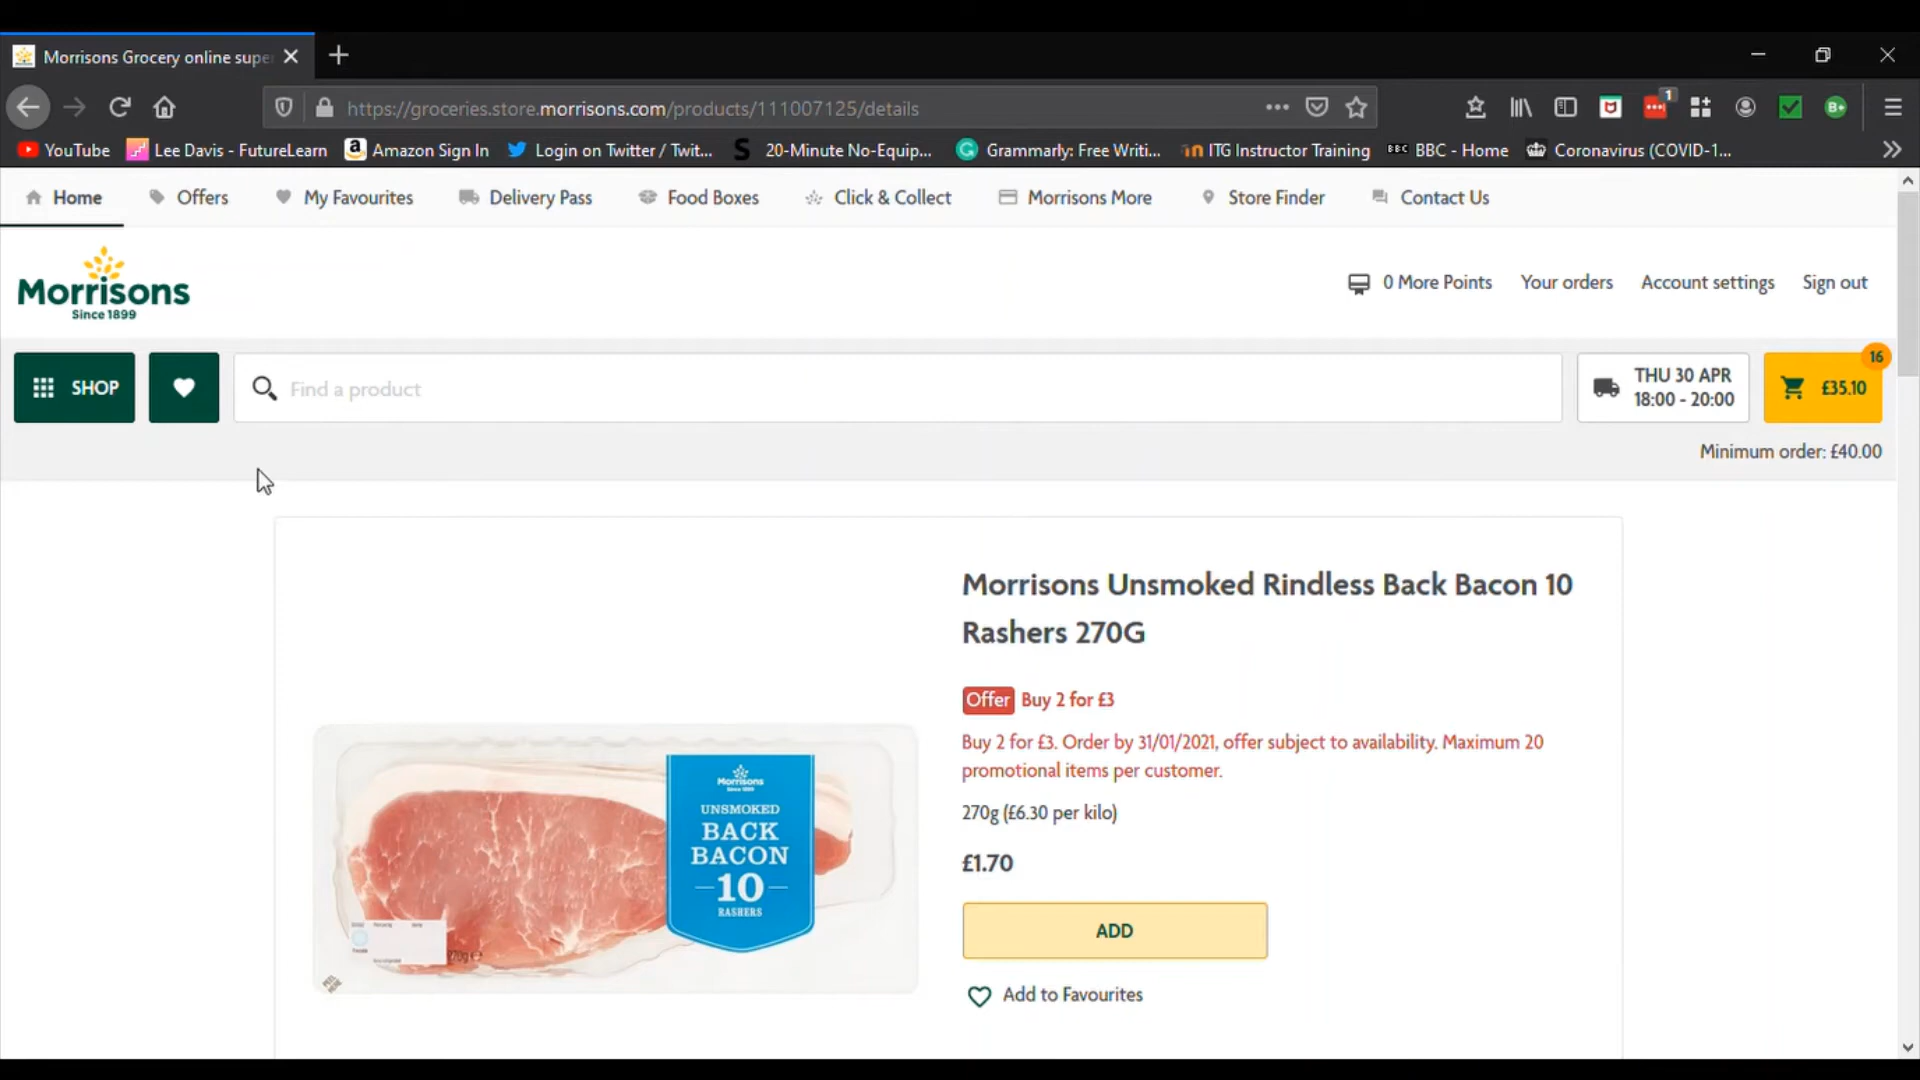 Morrisons Grocery online supe
https://groceries.store.morrisons.com/products/111007125/details
1
B+
YouTube
Lee Davis - FutureLearn
Amazon Sign In
Login on Twitter / Twit...
20-Minute No-Equip...
Grammarly: Free Writi...
ITG Instructor Training
BBC - Home
Coronavirus (COVID-1...
Home
Offers
My Favourites
Delivery Pass
Food Boxes
Click & Collect
Morrisons More
Store Finder
Contact Us
Morrisons
Since 1899
0 More Points
Your orders
Account settings
Sign out
SHOP
Find a product
THU 30 APR
18:00 - 20:00
16
£35.10
Minimum order: £40.00
Morrisons Unsmoked Rindless Back Bacon 10
Rashers 270G
Offer Buy 2 for £3
Buy 2 for £3. Order by 31/01/2021, offer subject to availability. Maximum 20
promotional items per customer.
270g (£6.30 per kilo)
£1.70
ADD
Add to Favourites
Morrisons
Since 1899
UNSMOKED
BACK
BACON
10
RASHERS
270g e